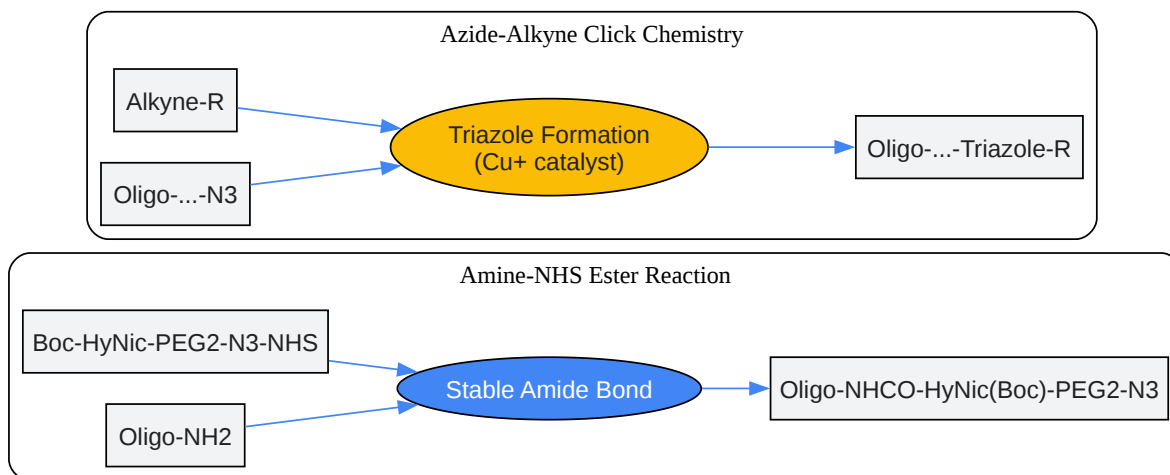 Azide-Alkyne Click Chemistry
Alkyne-R
Oligo-...-N3
Triazole Formation
(Cu+ catalyst)
Oligo-...-Triazole-R
Amine-NHS Ester Reaction
Boc-HyNic-PEG2-N3-NHS
Oligo-NH2
Stable Amide Bond
Oligo-NHCO-HyNic(Boc)-PEG2-N3